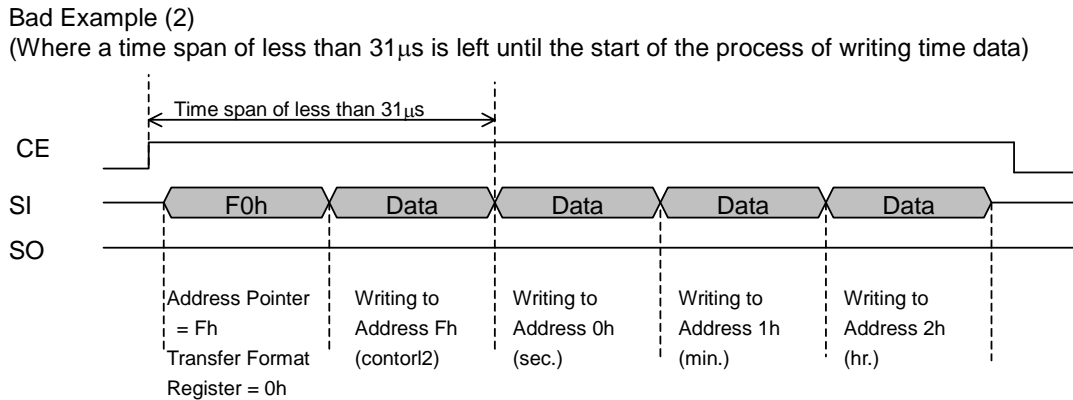 Bad Example (2)
(Where a time span of less than 31μs is left until the start of the process of writing time data)
Time span of less than 31μs
CE
SI
F0h
Data
Data
Data
Data
SO
Address Pointer
= Fh
Transfer Format
Register = 0h
Writing to
Address Fh
(contorl2)
Writing to
Address 0h
(sec.)
Writing to
Address 1h
(min.)
Writing to
Address 2h
(hr.)